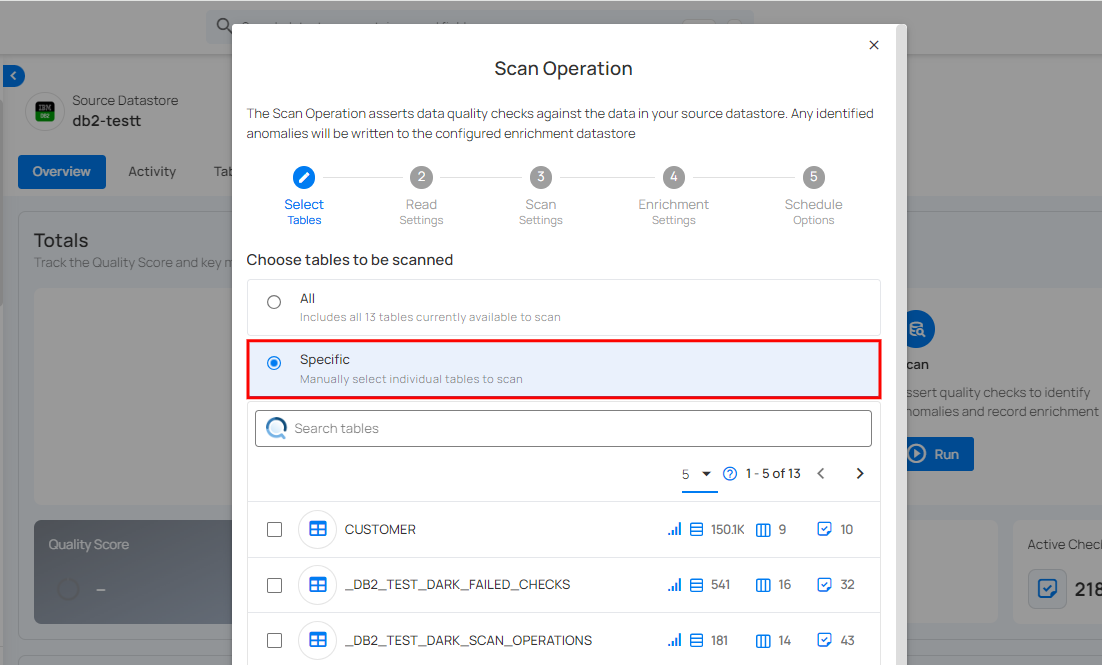 Scan Operation
The Scan Operation asserts data quality checks against the data in your source datastore. Any identified
anomalies will be written to the configured enrichment datastore
2 3 4 5
Select Read Scan Enrichment Schedule
Tables Settings Settings Settings Options
Choose tables to be scanned
All
Includes all 13 tables currently available to scan
Specific
Manually select individual tables to scan
Search tables
5 1 - 5 of 13
CUSTOMER 150.1K 9 10
_DB2_TEST_DARK_FAILED_CHECKS 541 16 32
_DB2_TEST_DARK_SCAN_OPERATIONS 181 14 43
Source Datastore
db2-testt
IBM
DB2
Overview Activity
Totals
Track the Quality Score and key
Quality Score
–
quality checks to identify
and record enrichment
Run
Active
218